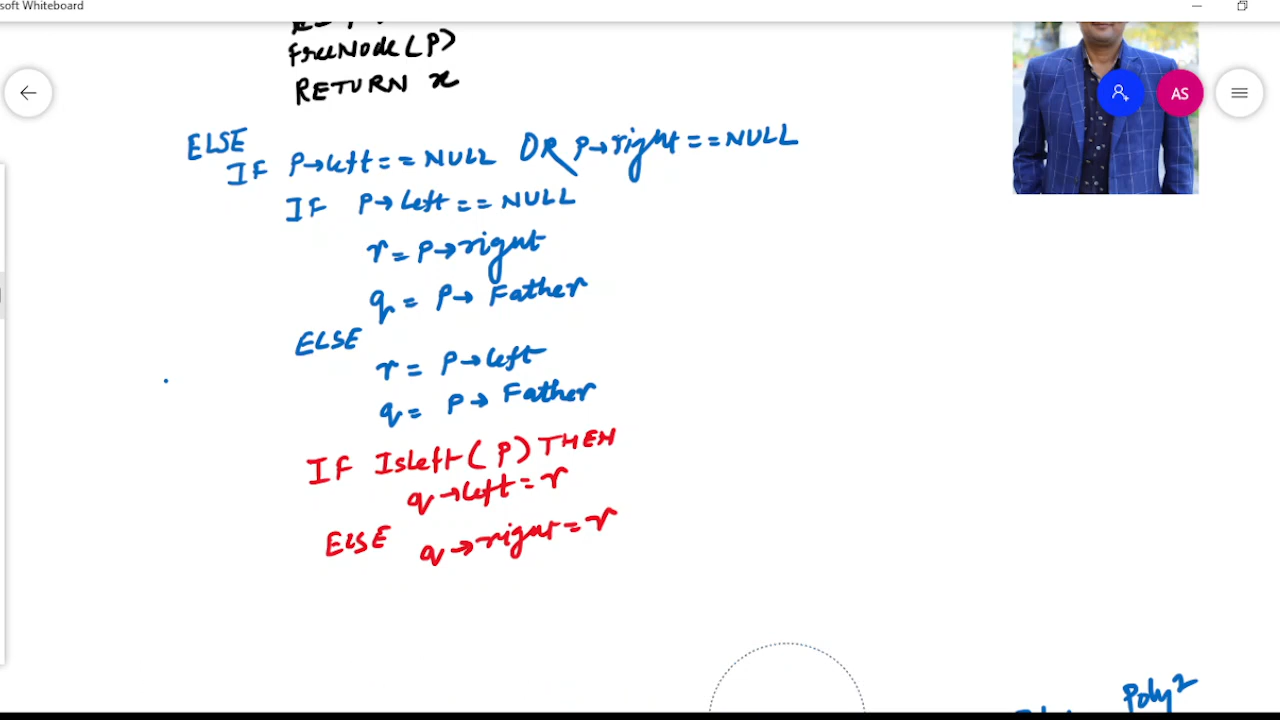 soft Whiteboard
FreeNode(P)
RETURN x
AS
ELSE
IF P→left == NULL OR P→right == NULL
IF P→left == NULL
r = P→right
q = P→ Father
ELSE
r = P→left
q = P→ Father
IF Isleft(P) THEN
q→left = r
ELSE q→right = r
Poly2